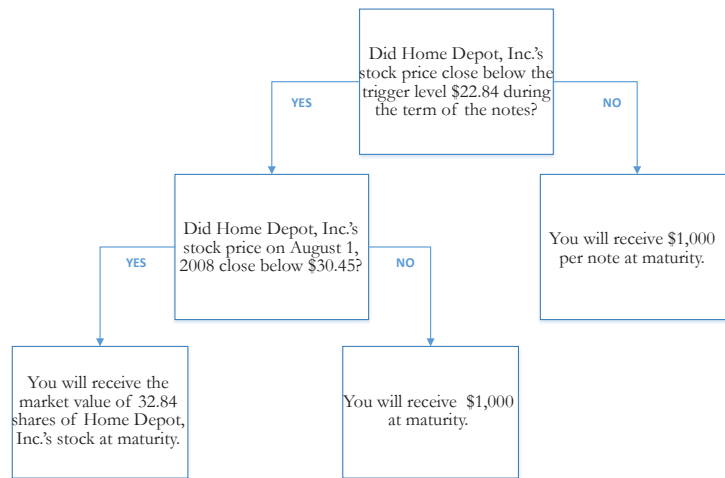 Did Home Depot, Inc.'s
stock price close below the
trigger level $22.84 during
the term of the notes?
YES
NO
Did Home Depot, Inc.'s
stock price on August 1,
2008 close below $30.45?
You will receive $1,000
per note at maturity.
YES
NO
You will receive the
market value of 32.84
shares of Home Depot,
Inc.'s stock at maturity.
You will receive $1,000
at maturity.